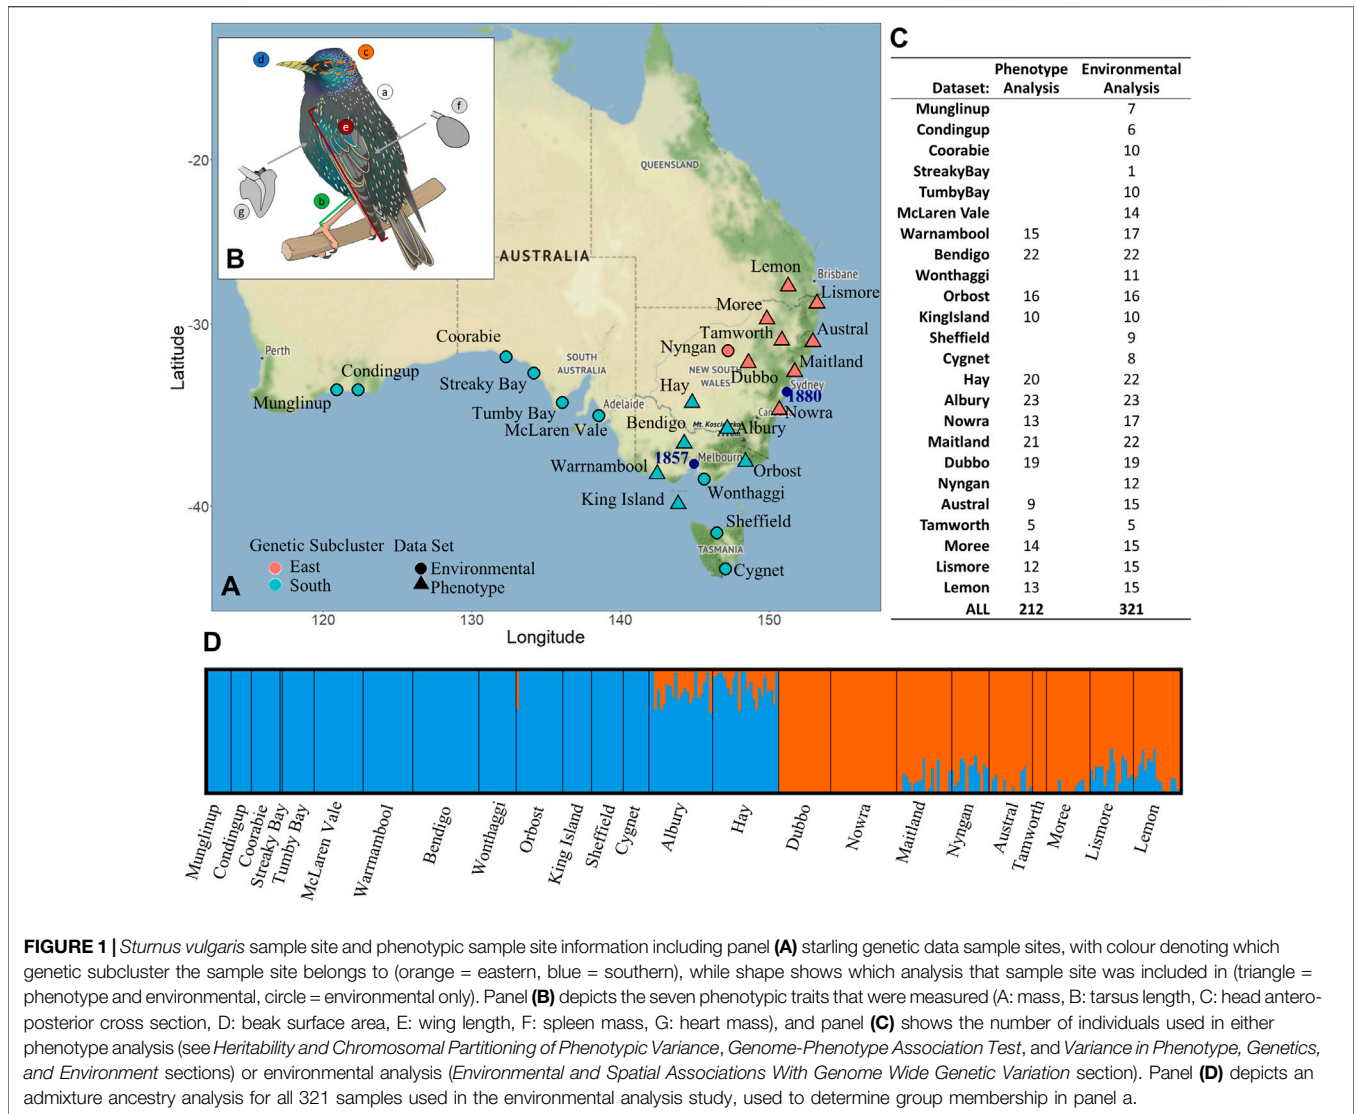 C
Phenotype Environmental
Dataset: Analysis Analysis
Munglinup 7
Condingup 6
Coorabie 10
StreakyBay 1
TumbyBay 10
McLaren Vale 14
Warnambool 15 17
Bendigo 22 22
Wonthaggi 11
Orbost 16 16
KingIsland 10 10
Sheffield 9
Cygnet 8
Hay 20 22
Albury 23 23
Nowra 13 17
Maitland 21 22
Dubbo 19 19
Nyngan 12
Austral 9 15
Tamworth 5 5
Moree 14 15
Lismore 12 15
Lemon 13 15
ALL 212 321
d
c
a
f
e
b
g
B
Latitude
-20
-30
-40
QUEENSLAND
AUSTRALIA
Lemon
Brisbane
Lismore
Moree
Tamworth
Austral
Coorabie
Nyngan
Maitland
Perth
SOUTH
AUSTRALIA
NEW SOUTH
WALES
Dubbo
Condingup
Streaky Bay
Hay
Sydney
1880
Munglinup
Tumby Bay
Adelaide
Nowra
McLaren Vale
Bendigo
Albury
1857
Warrnambool
Orbost
King Island
Wonthaggi
Sheffield
TASMANIA
Cygnet
Genetic Subcluster Data Set
East Environmental
South Phenotype
A
120 130 140 150
Longitude
D
Munglinup
Condingup
Coorabie
Streaky Bay
Tumby Bay
McLaren Vale
Warrnambool
Bendigo
Wonthaggi
Orbost
King Island
Sheffield
Cygnet
Albury
Hay
Dubbo
Nowra
Maitland
Nyngan
Austral
Tamworth
Moree
Lismore
Lemon
FIGURE 1 | Sturnus vulgaris sample site and phenotypic sample site information including panel (A) starling genetic data sample sites, with colour denoting which
genetic subcluster the sample site belongs to (orange = eastern, blue = southern), while shape shows which analysis that sample site was included in (triangle =
phenotype and environmental, circle = environmental only). Panel (B) depicts the seven phenotypic traits that were measured (A: mass, B: tarsus length, C: head antero-
posterior cross section, D: beak surface area, E: wing length, F: spleen mass, G: heart mass), and panel (C) shows the number of individuals used in either
phenotype analysis (see Heritability and Chromosomal Partitioning of Phenotypic Variance, Genome-Phenotype Association Test, and Variance in Phenotype, Genetics,
and Environment sections) or environmental analysis (Environmental and Spatial Associations With Genome Wide Genetic Variation section). Panel (D) depicts an
admixture ancestry analysis for all 321 samples used in the environmental analysis study, used to determine group membership in panel a.